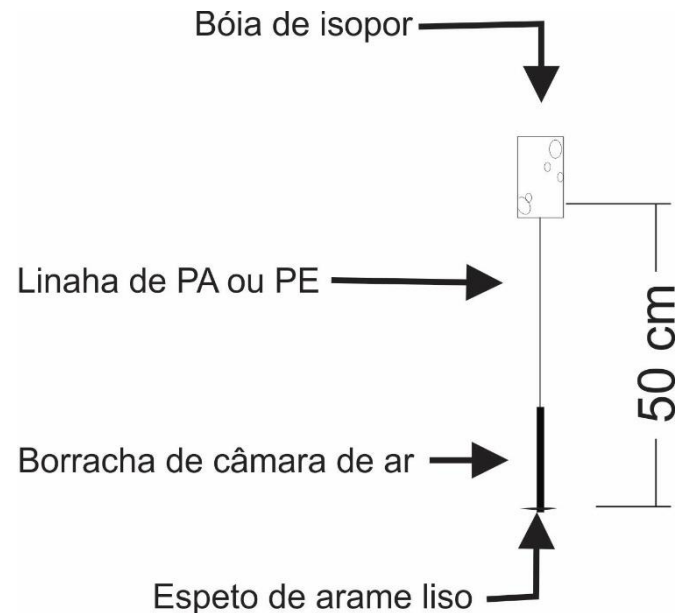 Bóia de isopor
Linaha de PA ou PE
50 cm
Borracha de câmara de ar
Espeto de arame liso